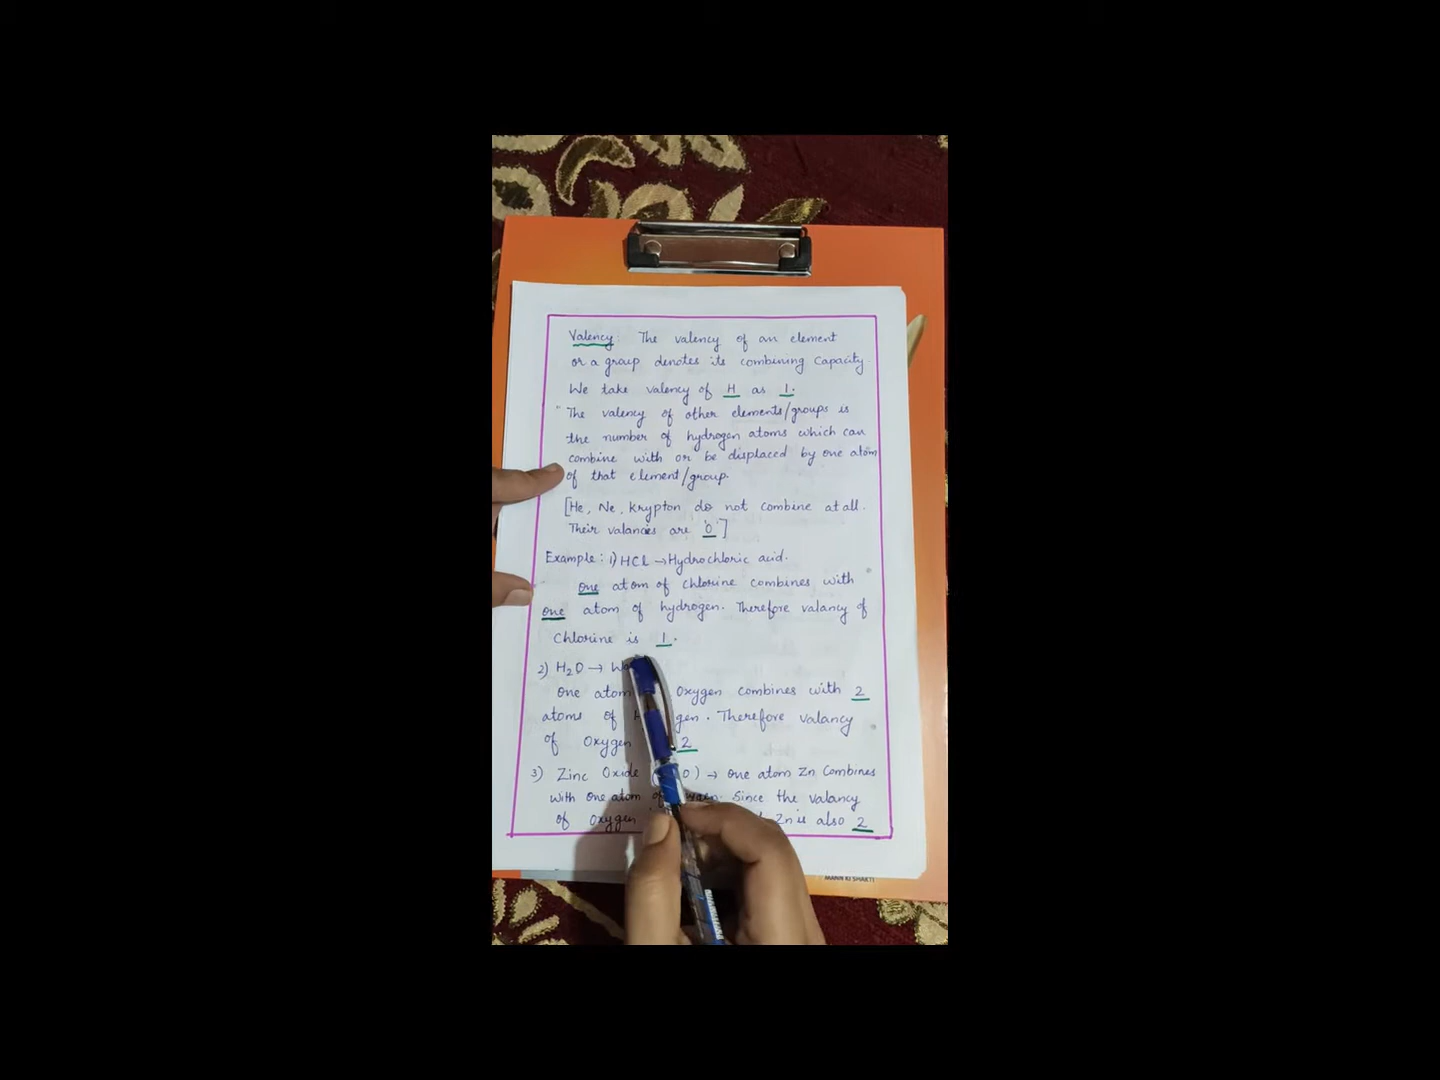 Valency: The valency of an element
or a group denotes its combining Capacity
We take valency of H as 1.
"The valency of other elements/groups is
the number of hydrogen atoms which can
combine with or be displaced by one atom
of that element/group.
[He, Ne, Krypton do not combine at all.
Their valancies are '0']
Example: 1) HCl → Hydrochloric acid.
One atom of chlorine combines with
one atom of hydrogen. Therefore valancy of
Chlorine is 1.
2) H2O →
One atom Oxygen combines with 2
atoms of Therefore valancy
of Oxygen 2
3) Zinc Oxide → One atom Zn Combines
with one atom of Since the valancy
of Oxygen Zn is also 2
MANN KI SHAKTI